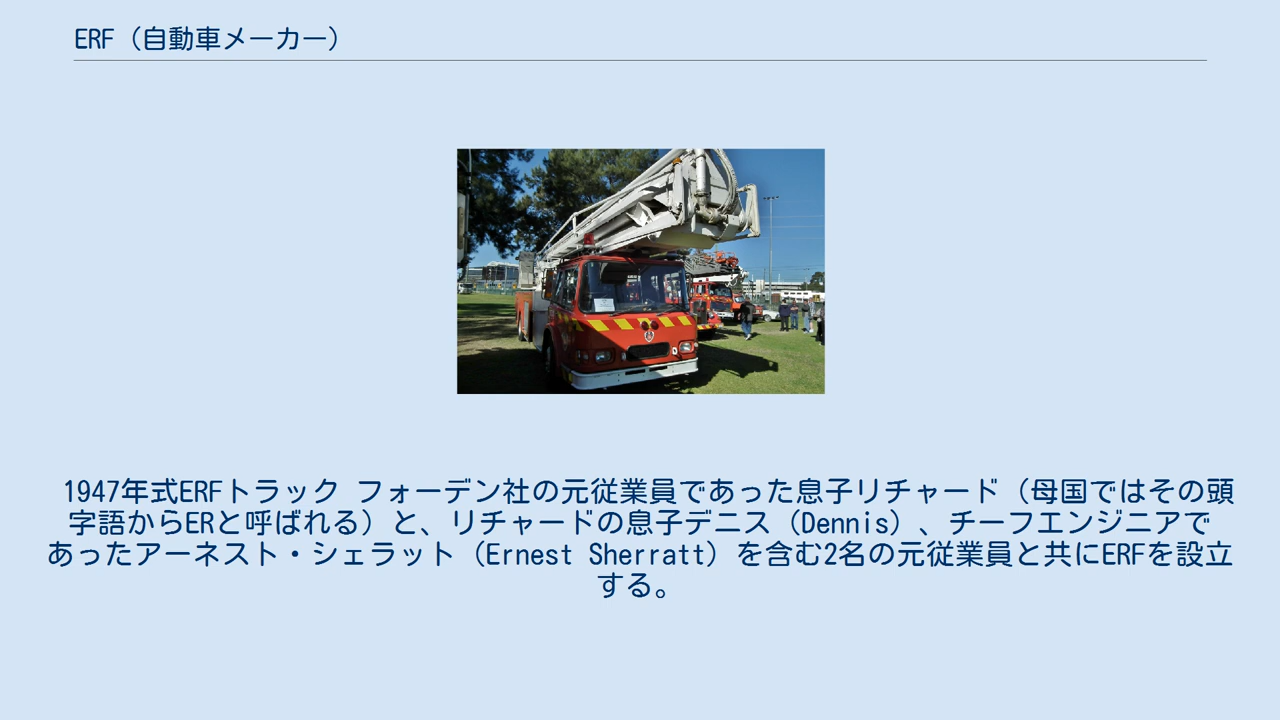 ERF（自動車メーカー）
1947年式ERFトラック フォーデン社の元従業員であった息子リチャード（母国ではその頭
字語からERと呼ばれる）と、リチャードの息子デニス（Dennis）、チーフエンジニアで
あったアーネスト・シェラット（Ernest Sherratt）を含む2名の元従業員と共にERFを設立
する。